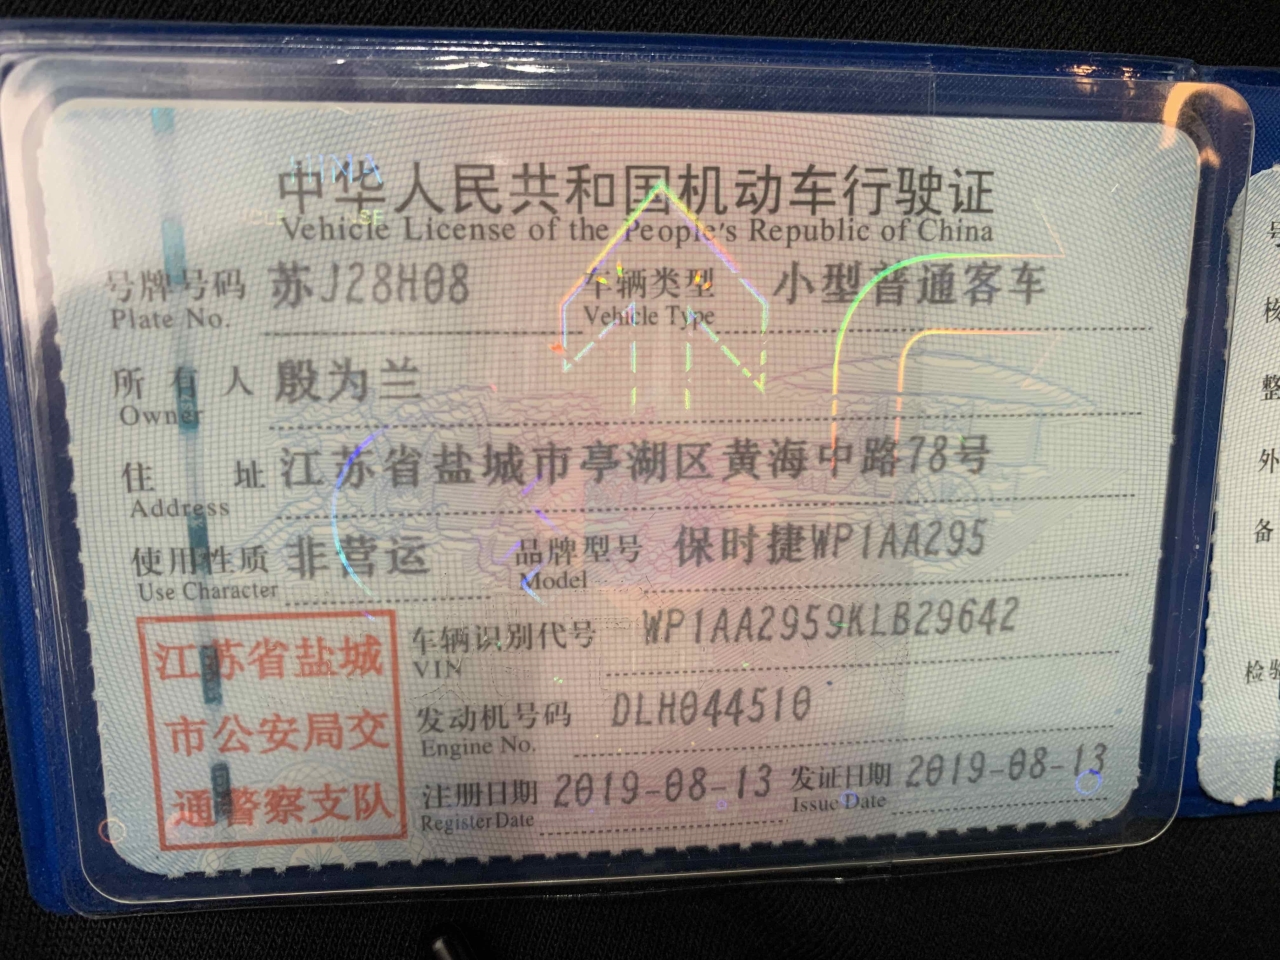 中华人民共和国机动车行驶证
Vehicle License of the People's Republic of China
号牌号码 苏J28H08 车辆类型 小型普通客车
Plate No. Vehicle Type
所有人 殷为兰
Owner
住址 江苏省盐城市亭湖区黄海中路78号
Address
使用性质 非营运 品牌型号 保时捷WP1AA295
Use Character Model
车辆识别代号 WP1AA2959KLB29642
VIN
发动机号码 DLH044510
Engine No.
注册日期 2019-08-13 发证日期 2019-08-13
Register Date Issue Date
江苏省盐城
市公安局交
通警察支队
号
核
整
外
备
检验